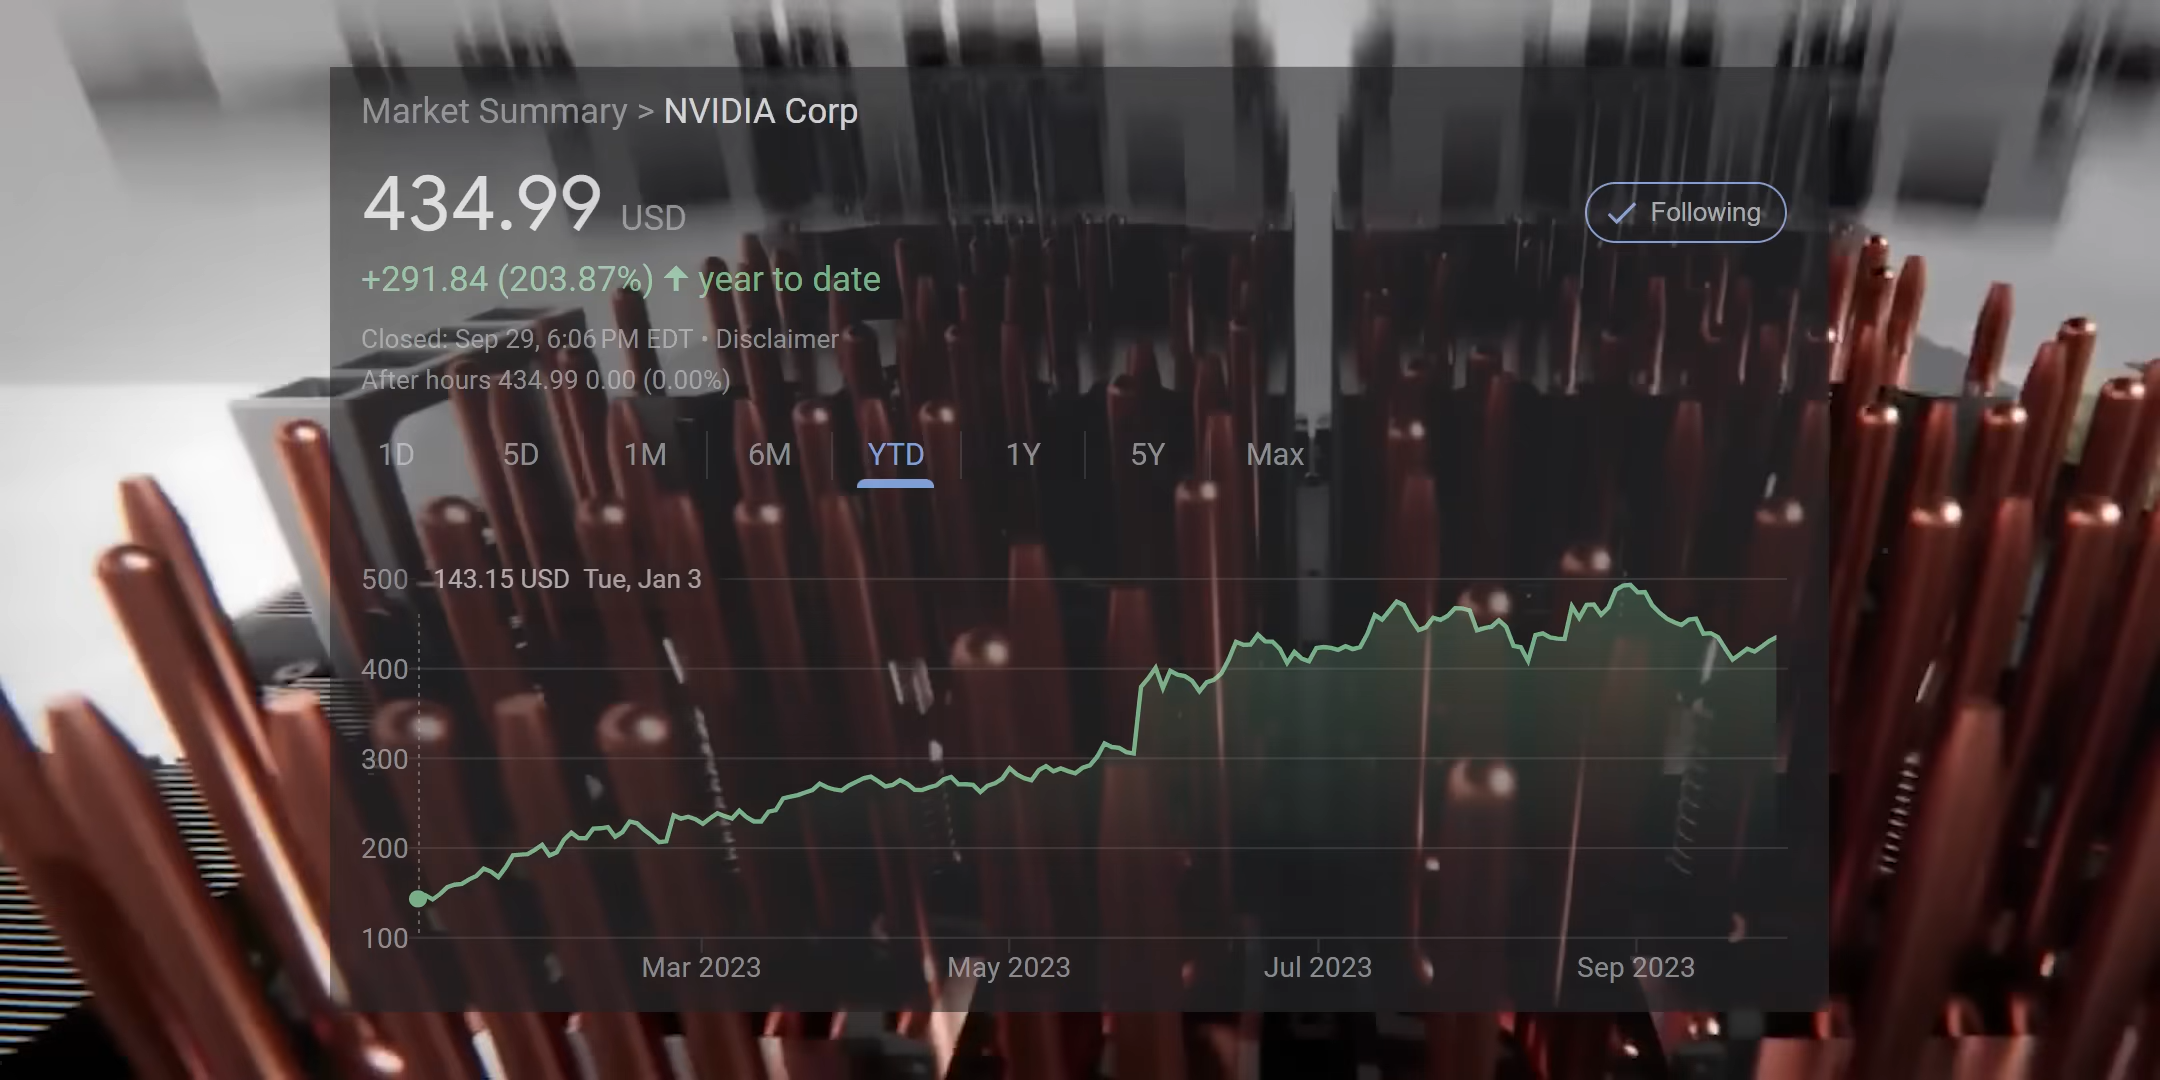 Market Summary > NVIDIA Corp
434.99 USD
Following
+291.84 (203.87%) ↑ year to date
Closed: Sep 29, 6:06 PM EDT • Disclaimer
After hours 434.99 0.00 (0.00%)
1D 5D 1M 6M YTD 1Y 5Y Max
500 143.15 USD Tue, Jan 3
400
300
200
100
Mar 2023 May 2023 Jul 2023 Sep 2023